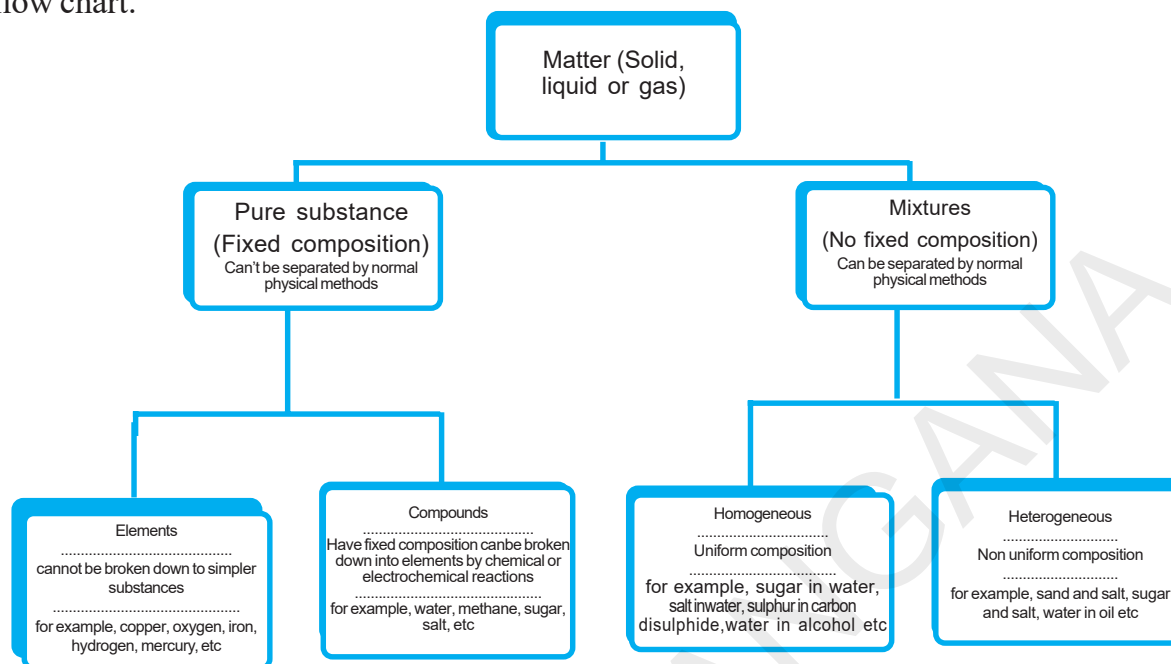 low chart.
Matter (Solid,
liquid or gas)
Pure substance
(Fixed composition)
Can't be separated by normal
physical methods
Mixtures
(No fixed composition)
Can be separated by normal
physical methods
Elements
............................................
cannot be broken down to simpler
substances
................................................
for example, copper, oxygen, iron,
hydrogen, mercury, etc
Compounds
............................................
Have fixed composition canbe broken
down into elements by chemical or
electrochemical reactions
................................................
for example, water, methane, sugar,
salt, etc
Homogeneous
..................................
Uniform composition
......................................
for example, sugar in water,
salt inwater, sulphur in carbon
disulphide,water in alcohol etc
Heterogeneous
..............................
Non uniform composition
..............................
for example, sand and salt, sugar
and salt, water in oil etc
ANGANA